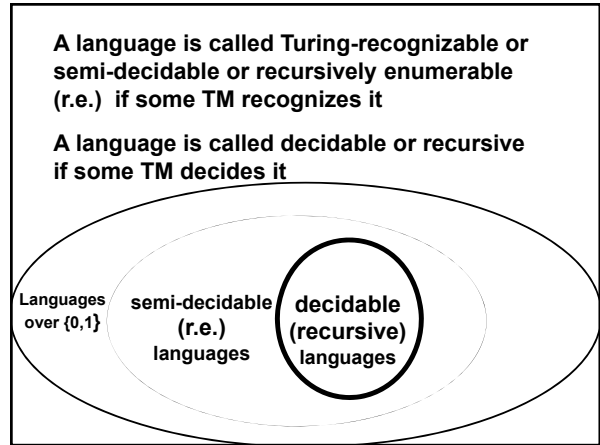 A language is called Turing-recognizable or
semi-decidable or recursively enumerable
(r.e.) if some TM recognizes it
A language is called decidable or recursive
if some TM decides it
Languages
over {0,1}
semi-decidable
(r.e.)
languages
decidable
(recursive)
languages